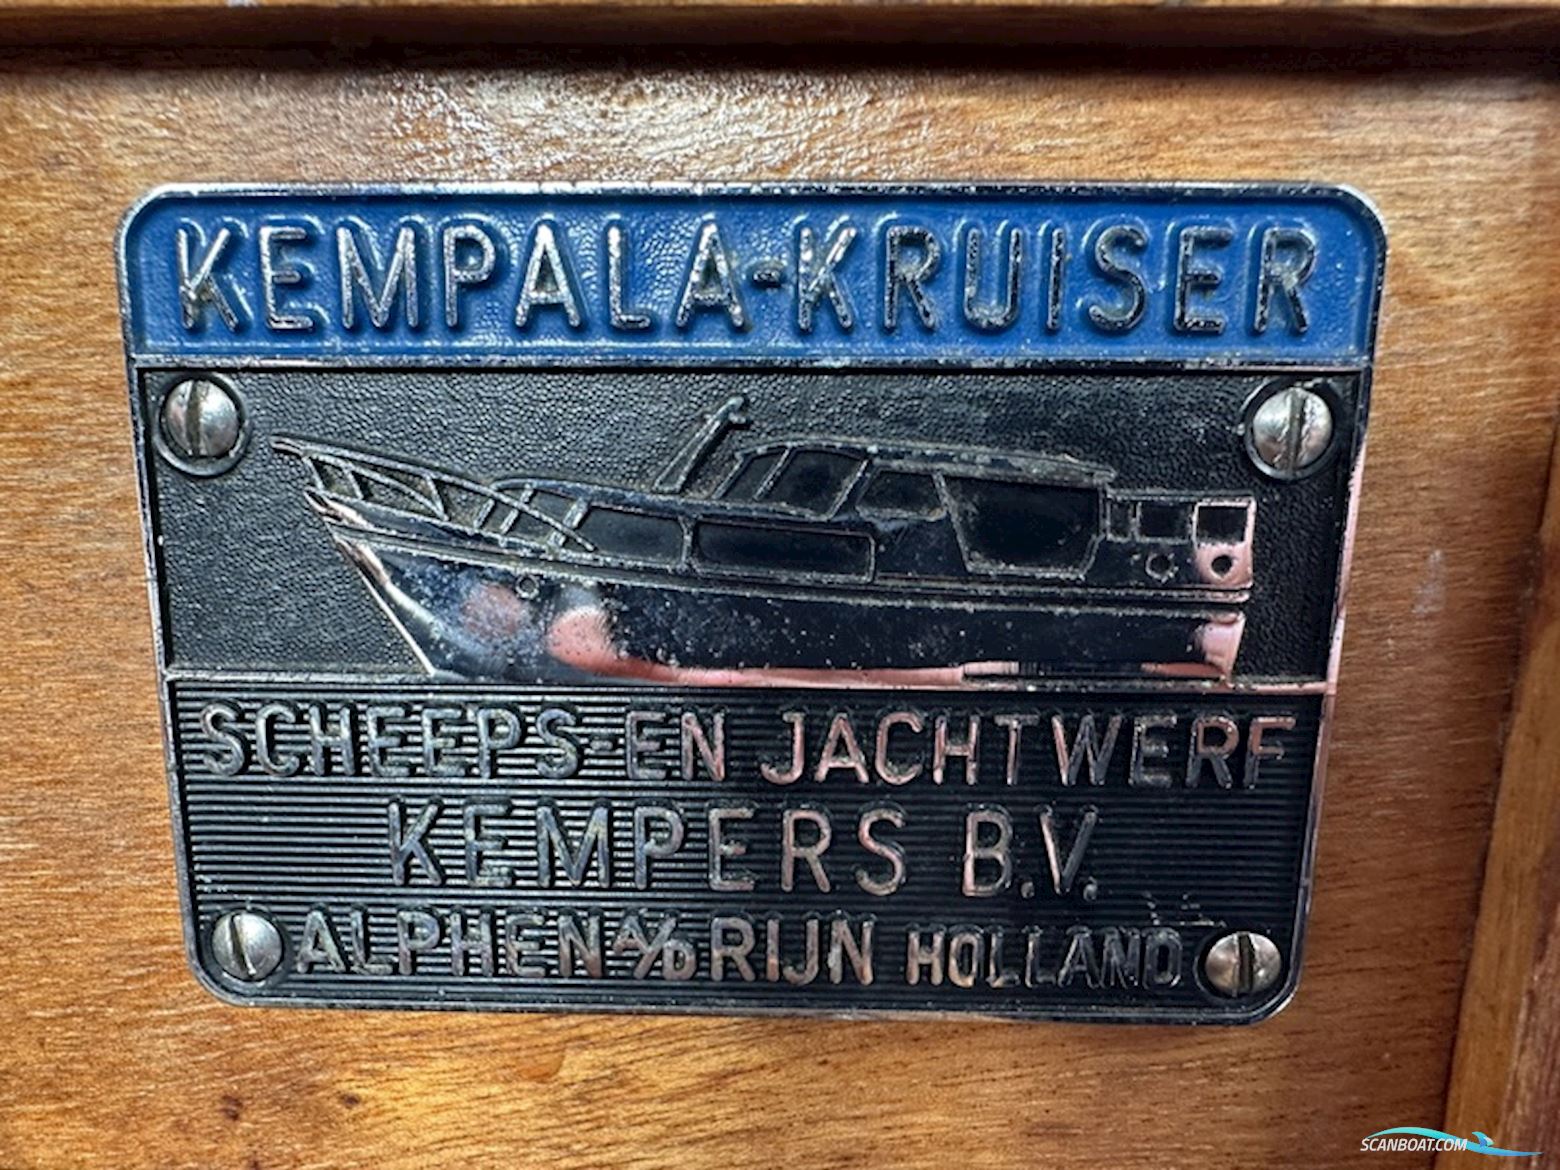 KEMPALA-KRUISER
SCHEEPS-EN JACHTWERF
KEMPERS B.V.
ALPHEN A/D RIJN HOLLAND
SCANBOAT.COM